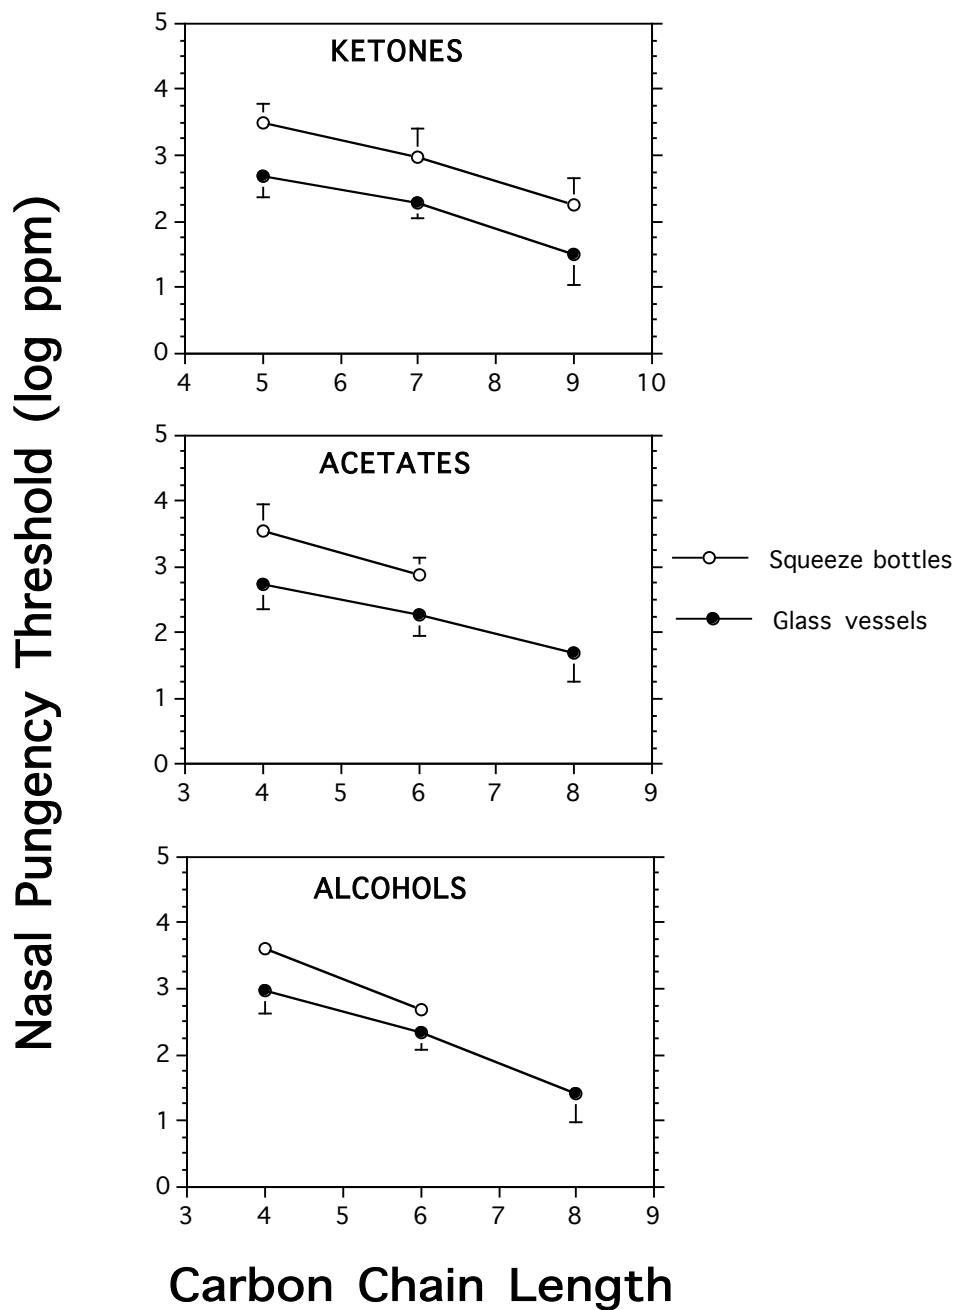 Nasal Pungency Threshold (log ppm)
KETONES
5
4
3
2
1
0
4 5 6 7 8 9 10
ACETATES
5
4
3
2
1
0
3 4 5 6 7 8 9
Squeeze bottles
Glass vessels
ALCOHOLS
5
4
3
2
1
0
3 4 5 6 7 8 9
Carbon Chain Length